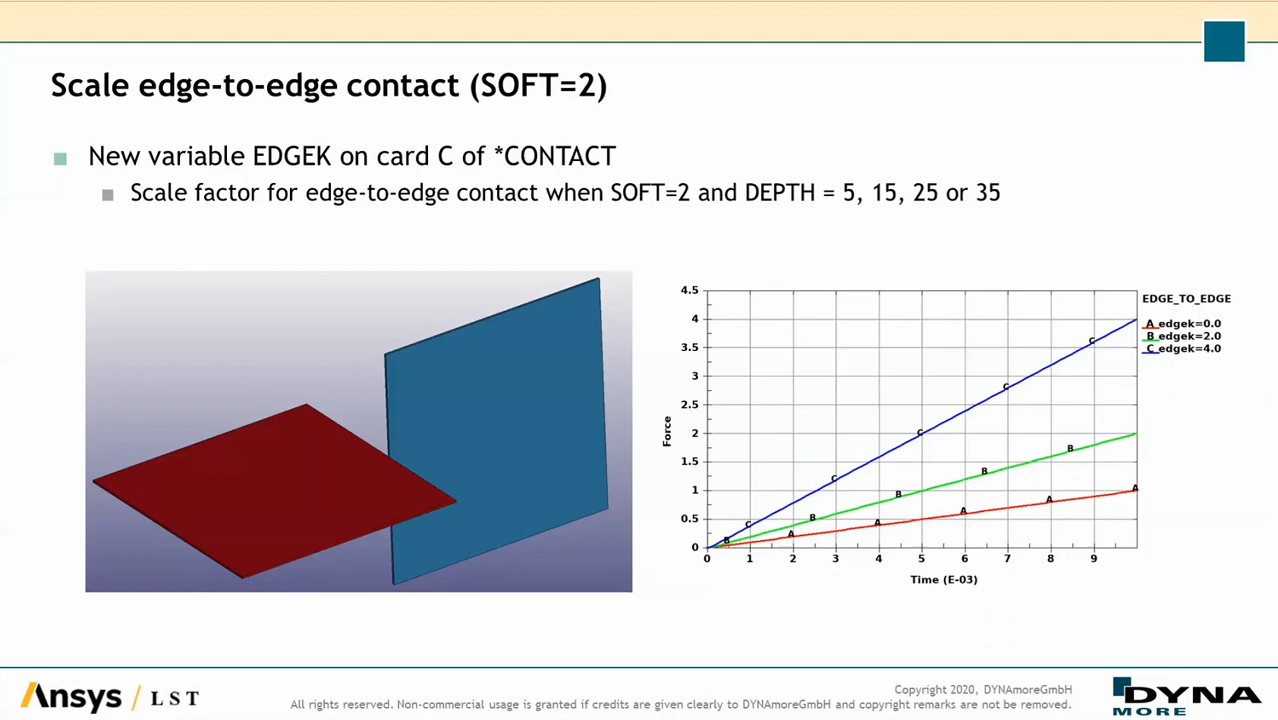 Scale edge-to-edge contact (SOFT=2)
New variable EDGEK on card C of *CONTACT
Scale factor for edge-to-edge contact when SOFT=2 and DEPTH = 5, 15, 25 or 35
EDGE_TO_EDGE
A edgek=0.0
B edgek=2.0
C edgek=4.0
4.5
4
3.5
3
2.5
2
1.5
1
0.5
0
Force
C
C
C
C
C
B
B
B
B
B
A
A
A
A
A
0 1 2 3 4 5 6 7 8 9
Time (E-03)
Ansys / LST
Copyright 2020, DYNAmoreGmbH
All rights reserved. Non-commercial usage is granted if credits are given clearly to DYNAmoreGmbH and copyright remarks are not be removed.
DYNA
MORE